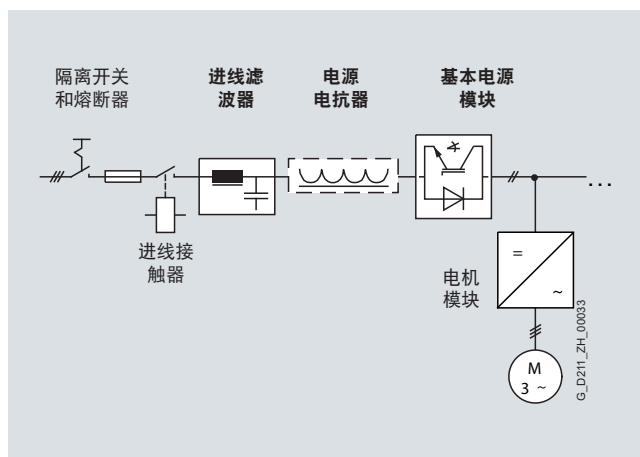 隔离开关
和熔断器
进线滤
波器
电源
电抗器
基本电源
模块
进线接
触器
...
=
~
电机
模块
M
3 ~
G_D211_ZH_00033